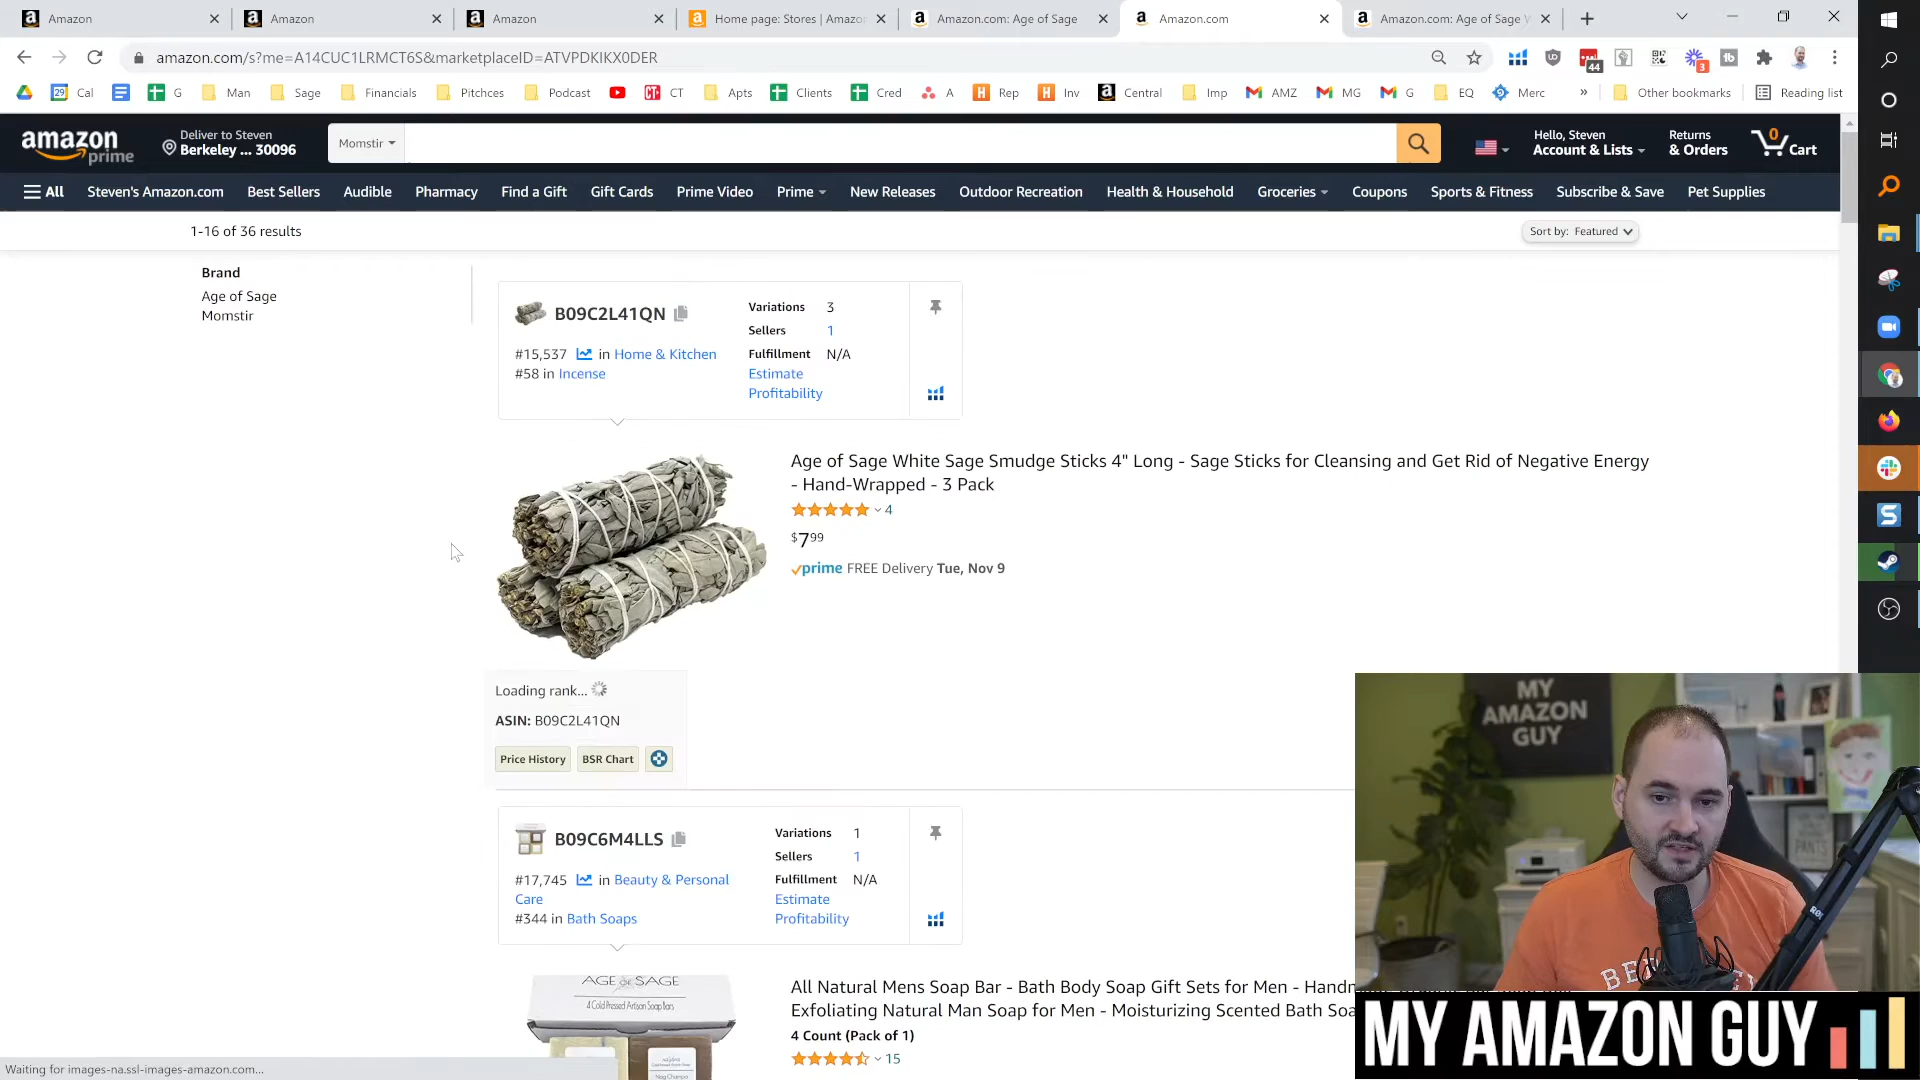 Amazon
Amazon
Amazon
Home page: Stores | Amazo
Amazon.com: Age of Sage
Amazon.com
Amazon.com: Age of Sage W
amazon.com/s?me=A14CUC1LRMCT6S&marketplaceID=ATVPDKIKX0DER
44
3
29 Cal
G
Man
Sage
Financials
Pitchces
Podcast
CT
Apts
Clients
Cred
A
Rep
Inv
Central
Imp
AMZ
MG
G
EQ
Merc
»
Other bookmarks
Reading list
amazon prime
Deliver to Steven
Berkeley ... 30096
Momstir
Hello, Steven
Account & Lists
Returns
& Orders
0
Cart
All
Steven's Amazon.com
Best Sellers
Audible
Pharmacy
Find a Gift
Gift Cards
Prime Video
Prime
New Releases
Outdoor Recreation
Health & Household
Groceries
Coupons
Sports & Fitness
Subscribe & Save
Pet Supplies
1-16 of 36 results
Sort by: Featured
Brand
Age of Sage
Momstir
B09C2L41QN
#15,537 in Home & Kitchen
#58 in Incense
Variations 3
Sellers 1
Fulfillment N/A
Estimate
Profitability
Age of Sage White Sage Smudge Sticks 4" Long - Sage Sticks for Cleansing and Get Rid of Negative Energy
- Hand-Wrapped - 3 Pack
4
$7.99
prime FREE Delivery Tue, Nov 9
Loading rank...
ASIN: B09C2L41QN
Price History
BSR Chart
B09C6M4LLS
#17,745 in Beauty & Personal
Care
#344 in Bath Soaps
Variations 1
Sellers 1
Fulfillment N/A
Estimate
Profitability
AGE of SAGE
4 Cold Pressed Artisan Soap Bars
All Natural Mens Soap Bar - Bath Body Soap Gift Sets for Men - Handm
Exfoliating Natural Man Soap for Men - Moisturizing Scented Bath Soa
4 Count (Pack of 1)
15
Waiting for images-na.ssl-images-amazon.com...
MY
AMAZON
GUY
MY AMAZON GUY